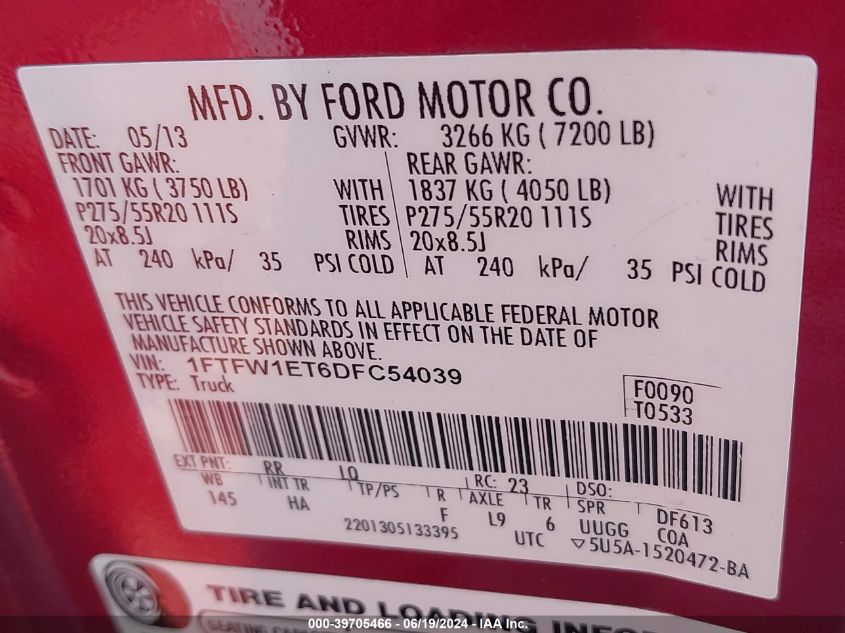 MFD. BY FORD MOTOR CO.
DATE: 05/13 GVWR: 3266 KG ( 7200 LB)
FRONT GAWR: REAR GAWR:
1701 KG ( 3750 LB) WITH 1837 KG ( 4050 LB) WITH
P275/55R20 111S TIRES P275/55R20 111S TIRES
20x8.5J RIMS 20x8.5J RIMS
AT 240 kPa/ 35 PSI COLD AT 240 kPa/ 35 PSI COLD
THIS VEHICLE CONFORMS TO ALL APPLICABLE FEDERAL MOTOR
VEHICLE SAFETY STANDARDS IN EFFECT ON THE DATE OF
MANUFACTURE SHOWN ABOVE.
VIN: 1FTFW1ET6DFC54039
TYPE: Truck
F0090
T0533
EXT PNT: RR LQ RC: 23 DSO:
WB INT TR TP/PS R AXLE TR SPR DF613
145 HA F L9 6 UUGG COA
2201305133395 UTC ▽5U5A-1520472-BA
TIRE AND LOADING
000-39705466 - 06/19/2024 - IAA Inc.